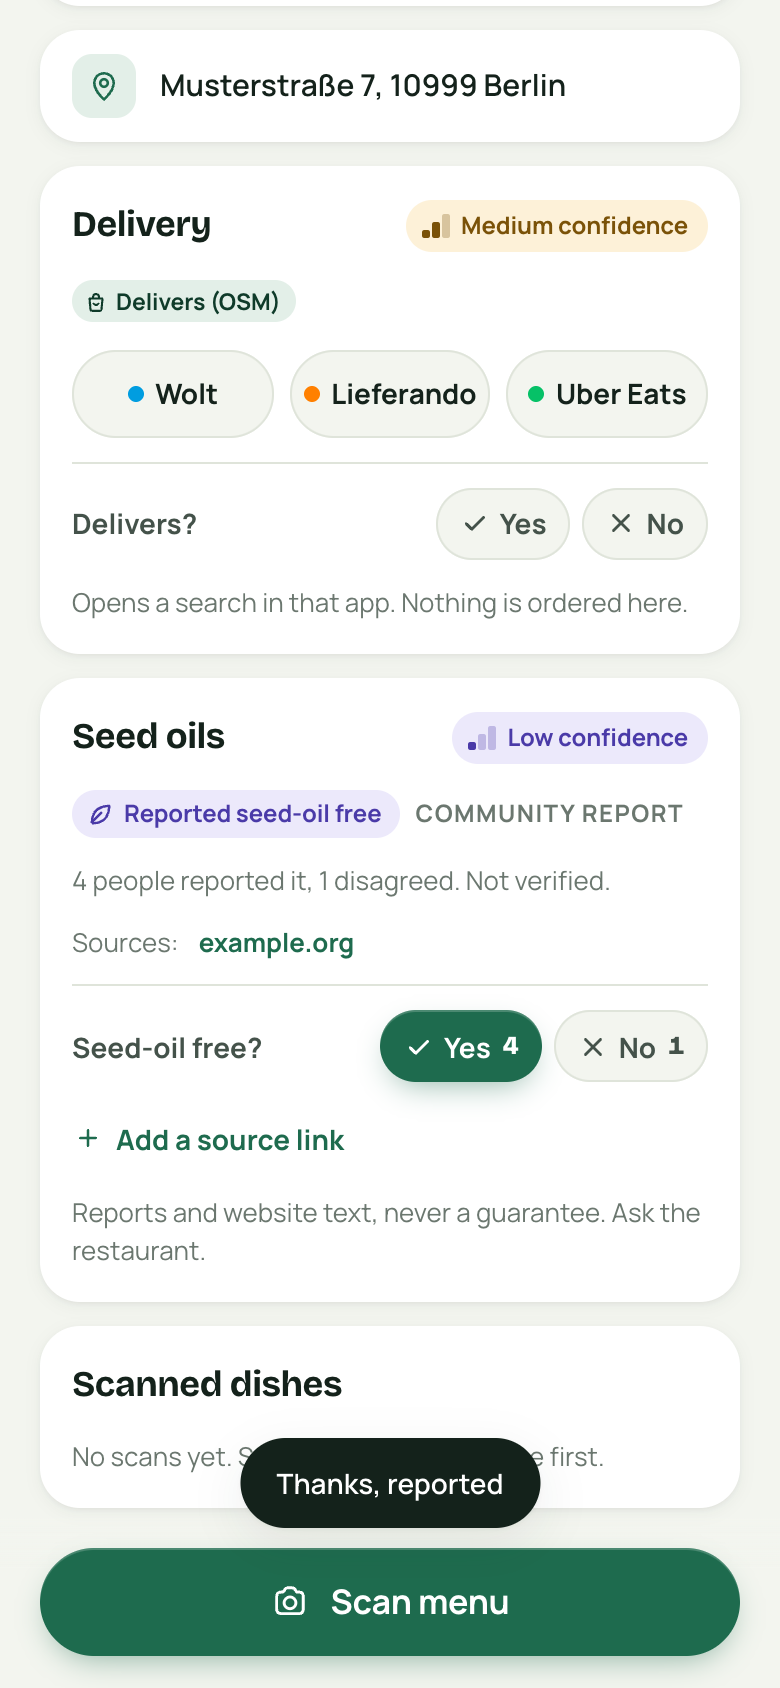 Musterstraße 7, 10999 Berlin
Delivery
Medium confidence
Delivers (OSM)
Wolt
Lieferando
Uber Eats
Delivers?
Yes
No
Opens a search in that app. Nothing is ordered here.
Seed oils
Low confidence
Reported seed-oil free
COMMUNITY REPORT
4 people reported it, 1 disagreed. Not verified.
Sources: example.org
Seed-oil free?
Yes 4
No 1
+ Add a source link
Reports and website text, never a guarantee. Ask the
restaurant.
Scanned dishes
No scans yet. first.
Thanks, reported
Scan menu